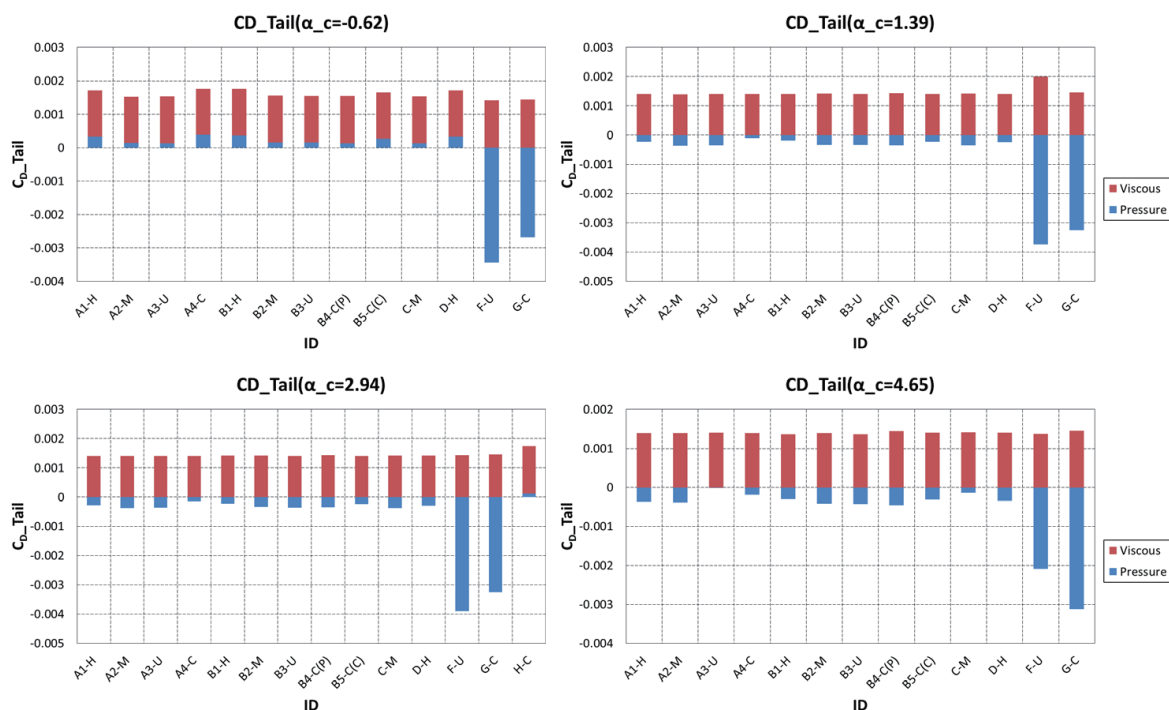 CD_Tail(α_c=-0.62)
0.003
0.002
0.001
0
-0.001
-0.002
-0.003
-0.004
C_D_Tail
A1-H
A2-M
A3-U
A4-C
B1-H
B2-M
B3-U
B4-C(P)
B5-C(C)
C-M
D-H
F-U
G-C
ID
CD_Tail(α_c=1.39)
0.003
0.002
0.001
0
-0.001
-0.002
-0.003
-0.004
-0.005
C_D_Tail
A1-H
A2-M
A3-U
A4-C
B1-H
B2-M
B3-U
B4-C(P)
B5-C(C)
C-M
D-H
F-U
G-C
ID
Viscous
Pressure
CD_Tail(α_c=2.94)
0.003
0.002
0.001
0
-0.001
-0.002
-0.003
-0.004
-0.005
C_D_Tail
A1-H
A2-M
A3-U
A4-C
B1-H
B2-M
B3-U
B4-C(P)
B5-C(C)
C-M
D-H
F-U
G-C
H-C
ID
CD_Tail(α_c=4.65)
0.002
0.001
0
-0.001
-0.002
-0.003
-0.004
C_D_Tail
A1-H
A2-M
A3-U
A4-C
B1-H
B2-M
B3-U
B4-C(P)
B5-C(C)
C-M
D-H
F-U
G-C
ID
Viscous
Pressure